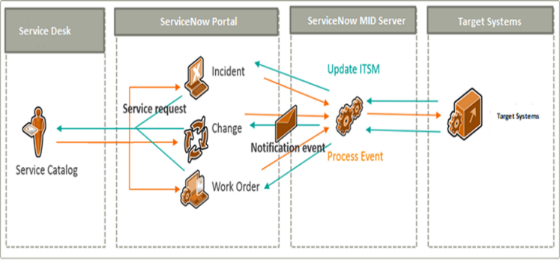 Service Desk
ServiceNow Portal
ServiceNow MID Server
Target Systems
Incident
Update ITSM
Service request
Change
Target Systems
Notification event
Service Catalog
Process Event
Work Order